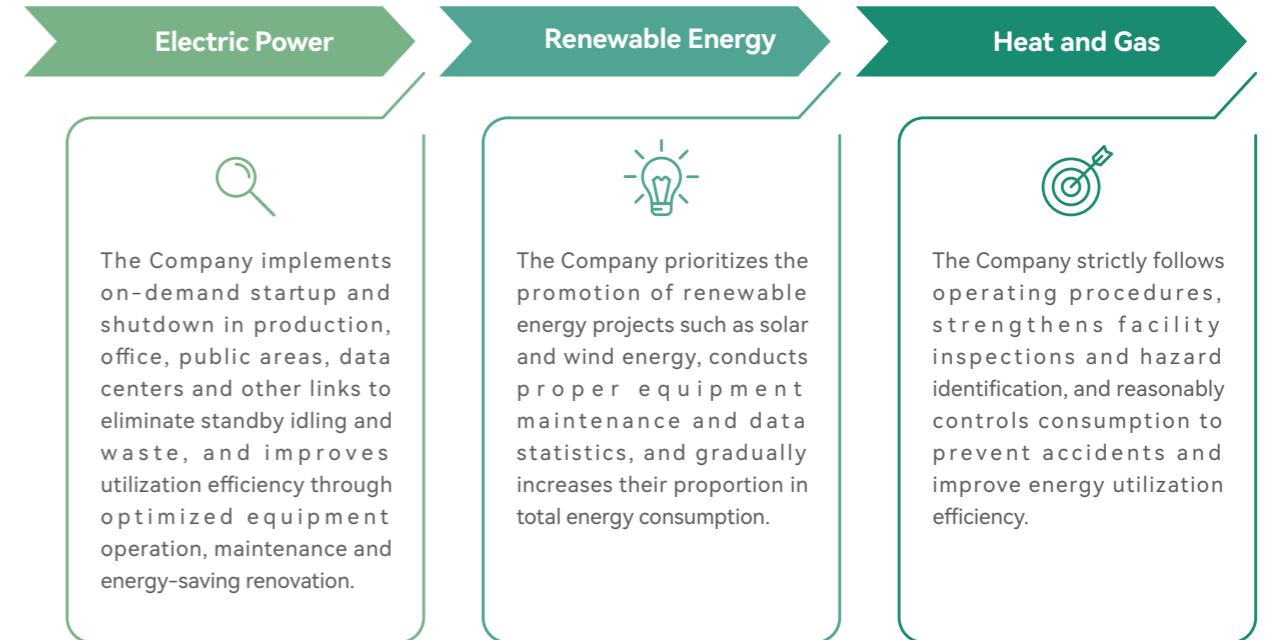 Electric Power
The Company implements
on-demand startup and
shutdown in production,
office, public areas, data
centers and other links to
eliminate standby idling and
waste, and improves
utilization efficiency through
optimized equipment
operation, maintenance and
energy-saving renovation.
Renewable Energy
The Company prioritizes the
promotion of renewable
energy projects such as solar
and wind energy, conducts
proper equipment
maintenance and data
statistics, and gradually
increases their proportion in
total energy consumption.
Heat and Gas
The Company strictly follows
operating procedures,
strengthens facility
inspections and hazard
identification, and reasonably
controls consumption to
prevent accidents and
improve energy utilization
efficiency.